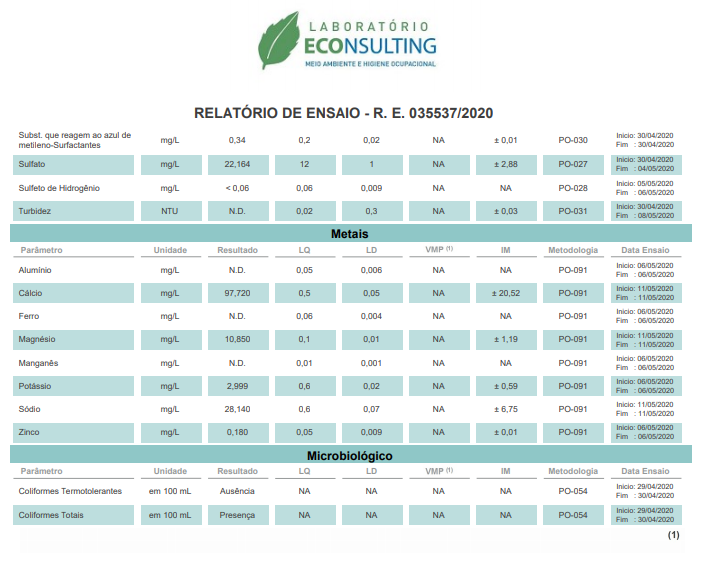 LABORATÓRIO
ECONSULTING
MEIO AMBIENTE E HIGIENE OCUPACIONAL
RELATÓRIO DE ENSAIO - R. E. 035537/2020
Subst. que reagem ao azul de metileno-Surfactantes mg/L 0,34 0,2 0,02 NA ± 0,01 PO-030 Inicio: 30/04/2020 Fim : 30/04/2020
Sulfato mg/L 22,164 12 1 NA ± 2,88 PO-027 Inicio: 30/04/2020 Fim : 04/05/2020
Sulfeto de Hidrogênio mg/L < 0,06 0,06 0,009 NA NA PO-028 Inicio: 05/05/2020 Fim : 06/05/2020
Turbidez NTU N.D. 0,02 0,3 NA ± 0,03 PO-031 Inicio: 30/04/2020 Fim : 08/05/2020
Metais
Parâmetro Unidade Resultado LQ LD VMP (1) IM Metodologia Data Ensaio
Alumínio mg/L N.D. 0,05 0,006 NA NA PO-091 Inicio: 06/05/2020 Fim : 06/05/2020
Cálcio mg/L 97,720 0,5 0,05 NA ± 20,52 PO-091 Inicio: 11/05/2020 Fim : 11/05/2020
Ferro mg/L N.D. 0,06 0,004 NA NA PO-091 Inicio: 06/05/2020 Fim : 06/05/2020
Magnésio mg/L 10,850 0,1 0,01 NA ± 1,19 PO-091 Inicio: 11/05/2020 Fim : 11/05/2020
Manganês mg/L N.D. 0,01 0,001 NA NA PO-091 Inicio: 06/05/2020 Fim : 06/05/2020
Potássio mg/L 2,999 0,6 0,02 NA ± 0,59 PO-091 Inicio: 06/05/2020 Fim : 06/05/2020
Sódio mg/L 28,140 0,6 0,07 NA ± 6,75 PO-091 Inicio: 11/05/2020 Fim : 11/05/2020
Zinco mg/L 0,180 0,05 0,009 NA ± 0,01 PO-091 Inicio: 06/05/2020 Fim : 06/05/2020
Microbiológico
Parâmetro Unidade Resultado LQ LD VMP (1) IM Metodologia Data Ensaio
Coliformes Termotolerantes em 100 mL Ausência NA NA NA NA PO-054 Inicio: 29/04/2020 Fim : 30/04/2020
Coliformes Totais em 100 mL Presença NA NA NA NA PO-054 Inicio: 29/04/2020 Fim : 30/04/2020
(1)